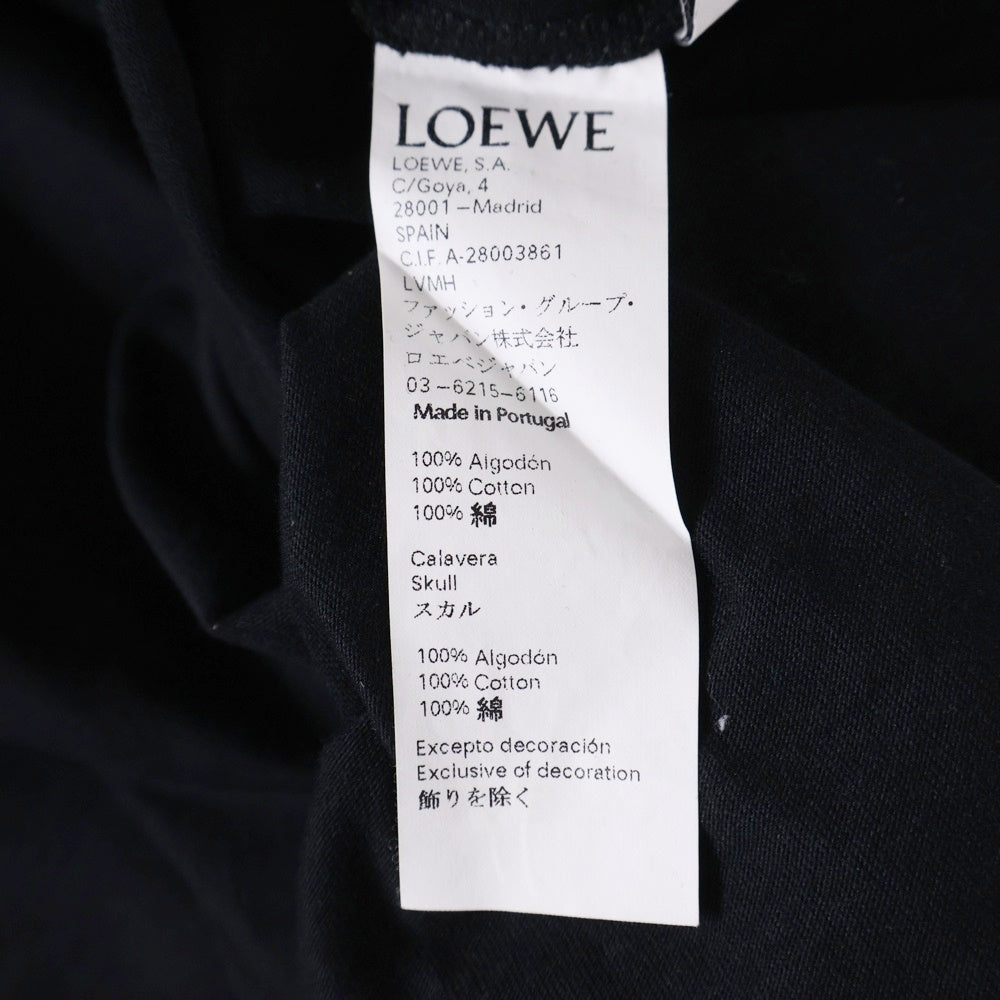 LOEWE
LOEWE, S.A.
C/Goya, 4
28001 – Madrid
SPAIN
C.I.F. A-28003861
LVMH
ファッション・グループ・
ジャパン株式会社
ロエベジャパン
03-6215-6116
Made in Portugal
100% Algodón
100% Cotton
100% 綿
Calavera
Skull
スカル
100% Algodón
100% Cotton
100% 綿
Excepto decoración
Exclusive of decoration
飾りを除く